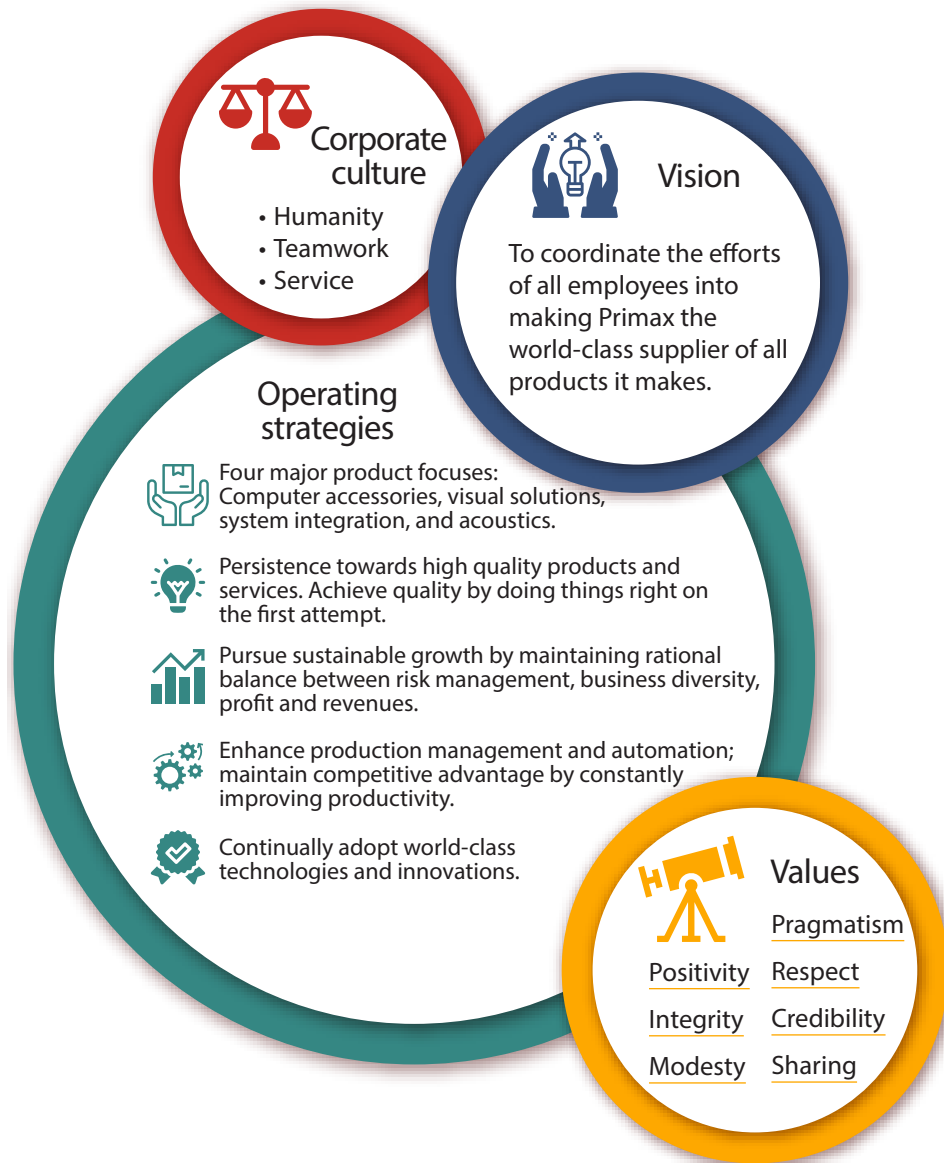 Corporate
culture
• Humanity
• Teamwork
• Service
Vision
To coordinate the efforts
of all employees into
making Primax the
world-class supplier of all
products it makes.
Operating
strategies
Four major product focuses:
Computer accessories, visual solutions,
system integration, and acoustics.
Persistence towards high quality products and
services. Achieve quality by doing things right on
the first attempt.
Pursue sustainable growth by maintaining rational
balance between risk management, business diversity,
profit and revenues.
Enhance production management and automation;
maintain competitive advantage by constantly
improving productivity.
Continually adopt world-class
technologies and innovations.
Values
Pragmatism
Positivity Respect
Integrity Credibility
Modesty Sharing